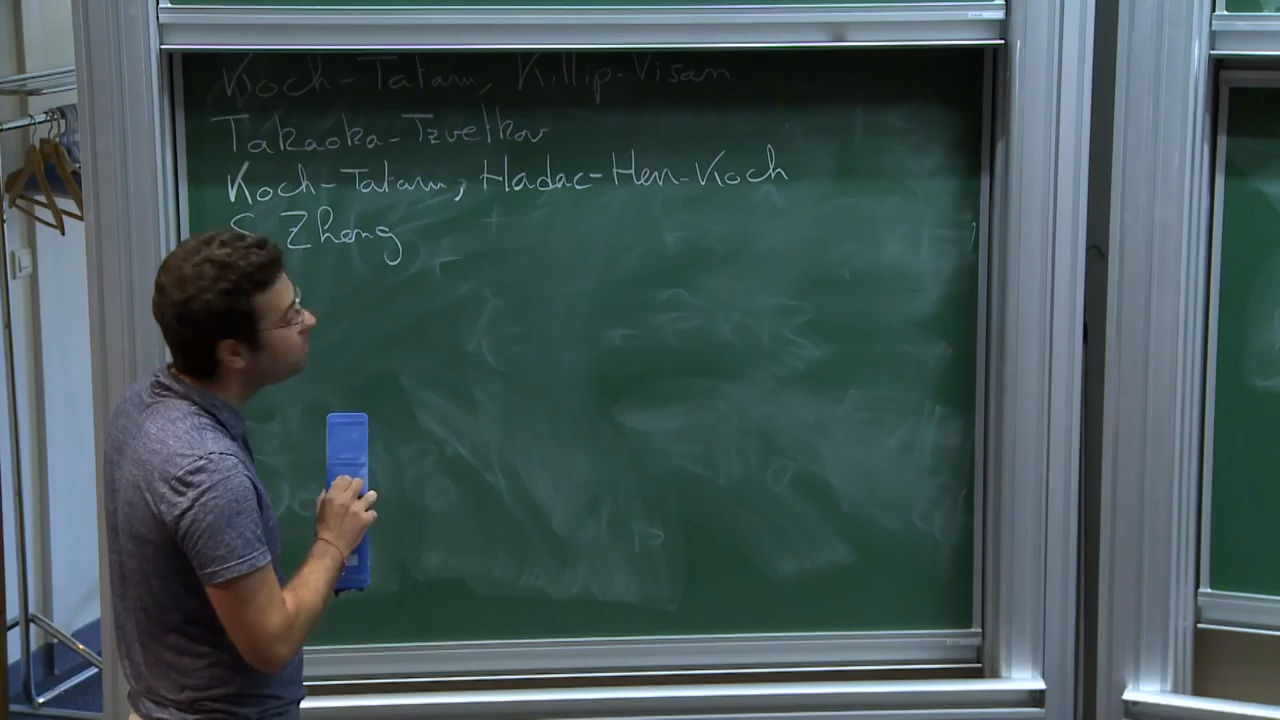 Koch-Tataru, Killip-Visan
Takaoka-Tzvetkov
Koch-Tataru, Hadac-Herr-Koch
S. Zheng